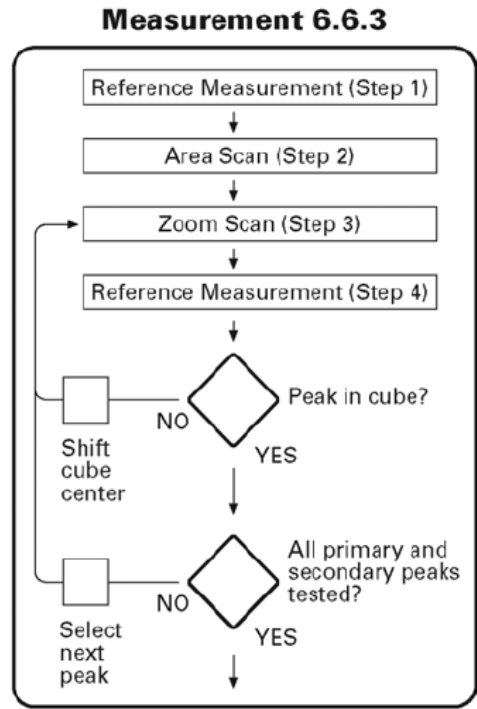 Measurement 6.6.3
Reference Measurement (Step 1)
Area Scan (Step 2)
Zoom Scan (Step 3)
Reference Measurement (Step 4)
Peak in cube?
NO
YES
Shift
cube
center
All primary and
secondary peaks
tested?
NO
YES
Select
next
peak